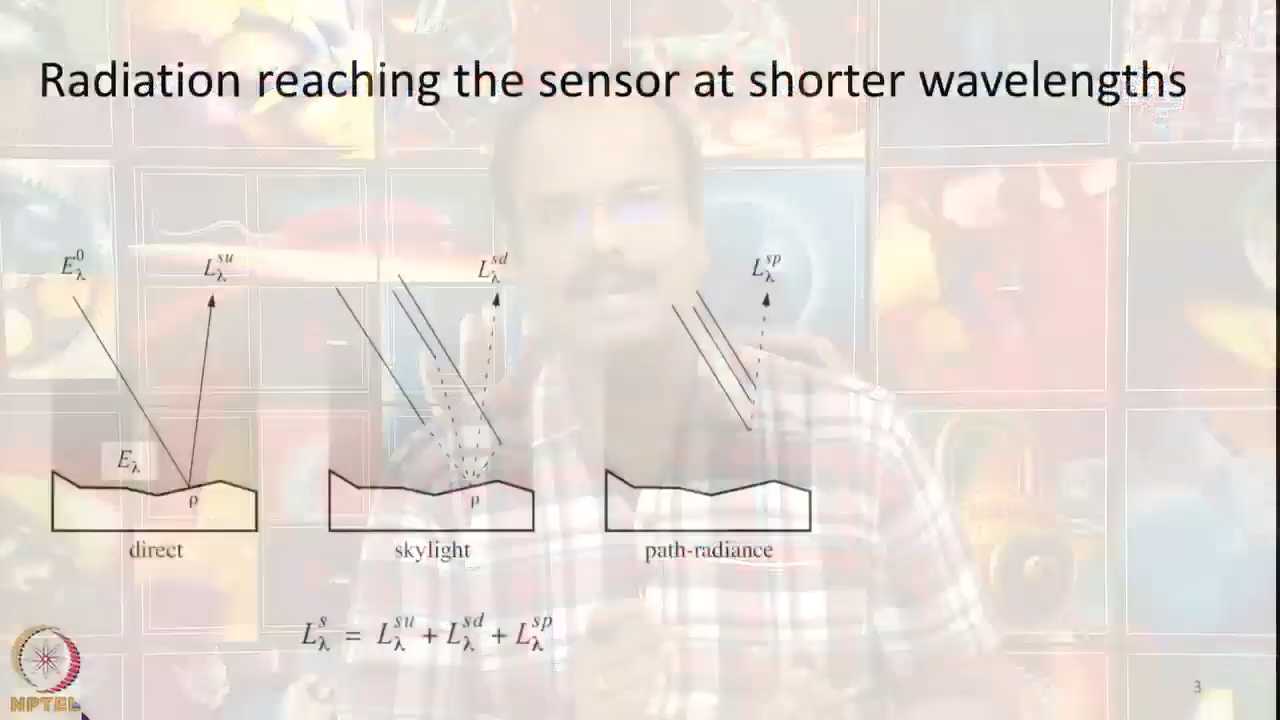 Radiation reaching the sensor at shorter wavelengths
E⁰λ Lˢᵘλ Lˢᵈλ Lˢᵖλ
Eλ
ρ ρ
direct skylight path-radiance
Lˢλ = Lˢᵘλ + Lˢᵈλ + Lˢᵖλ
3
NPTEL